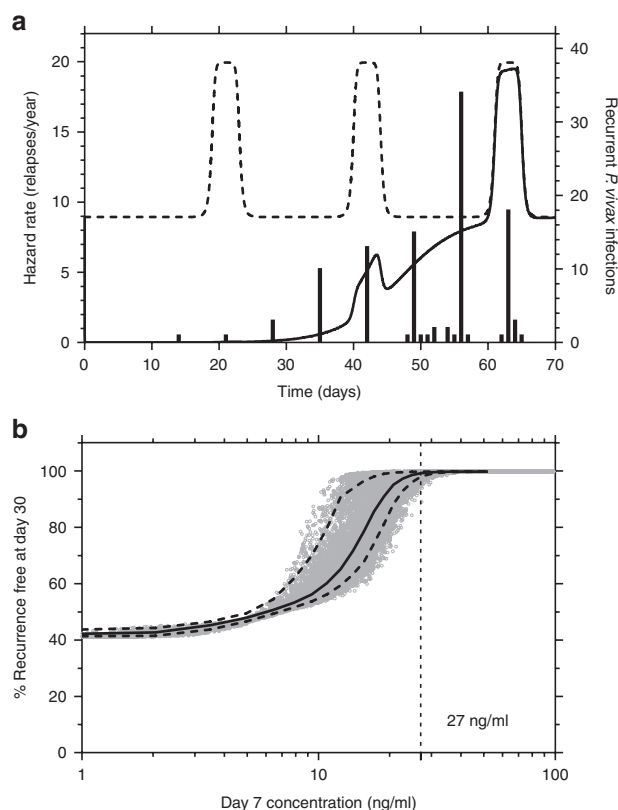 a
20
15
10
5
0
Hazard rate (relapses/year)
40
30
20
10
0
Recurrent P. vivax infections
0 10 20 30 40 50 60 70
Time (days)
b
100
80
60
40
20
0
% Recurrence free at day 30
27 ng/ml
1 10 100
Day 7 concentration (ng/ml)